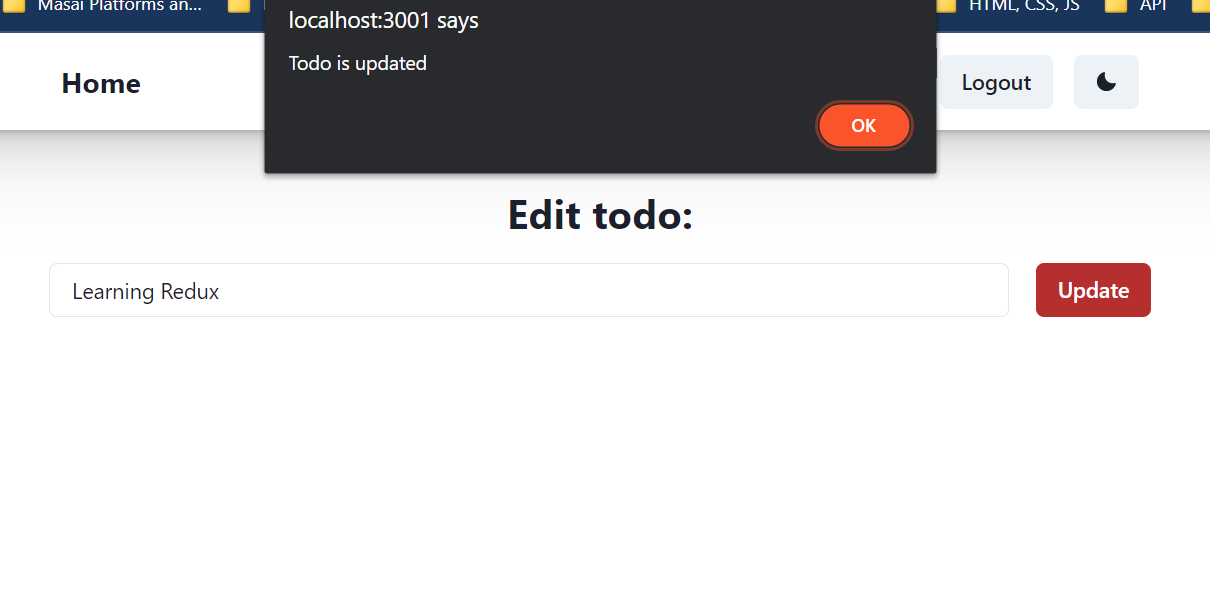 Masai Platforms an...
HTML, CSS, JS
API
localhost:3001 says
Todo is updated
OK
Home
Logout
Edit todo:
Learning Redux
Update